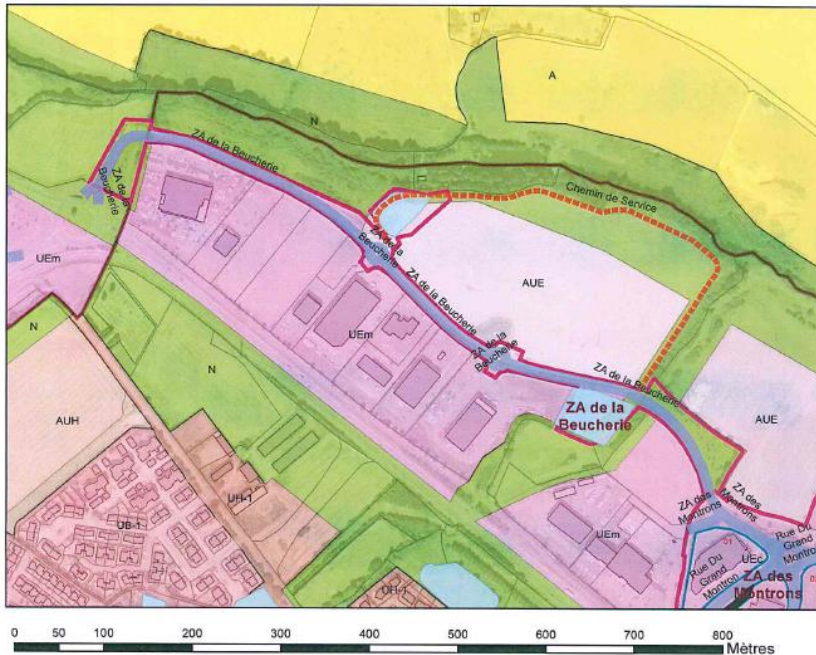 A
N
ZA de la Beucherie
ZA de la
Beucherie
Chemin de Service
ZA de la
Beucherie
UEm
ZA de la Beucherie
AUE
N
UEm
ZA de la
Beucherie
N
ZA de la Beucherie
AUH
ZA de la
Beucherie
AUE
UH-1
ZA des
Montrons
ZA des
Montrons
UB-1
UEm
Rue Du
Grand
Montron
01
UEc
Rue Du
Grand
Montron
ZA des
Montrons
UH-1
0 50 100 200 300 400 500 600 700 800
Mètres